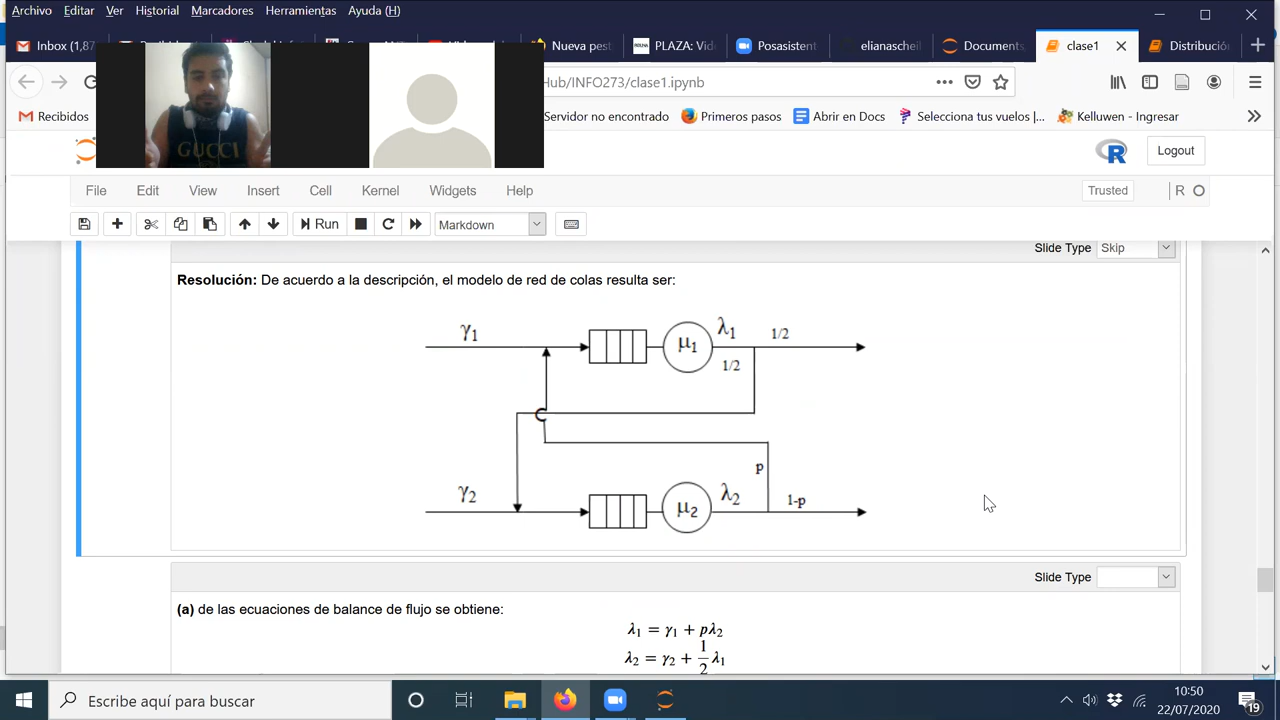 Archivo Editar Ver Historial Marcadores Herramientas Ayuda (H)
Inbox (1,87 Nueva pest PLAZA: Vid POSASISTEN elianaschei Documents, clase1 Distribución
Hub/INFO273/clase1.ipynb
Recibidos Servidor no encontrado Primeros pasos Abrir en Docs Selecciona tus vuelos |... Kelluwen - Ingresar
GUCCI
R Logout
File Edit View Insert Cell Kernel Widgets Help Trusted R
Run Markdown
Slide Type Skip
Resolución: De acuerdo a la descripción, el modelo de red de colas resulta ser:
γ1 μ1 λ1 1/2
1/2
p
γ2 μ2 λ2 1-p
Slide Type
(a) de las ecuaciones de balance de flujo se obtiene:
λ1 = γ1 + pλ2
λ2 = γ2 + 1/2 λ1
Escribe aquí para buscar
10:50
22/07/2020
19